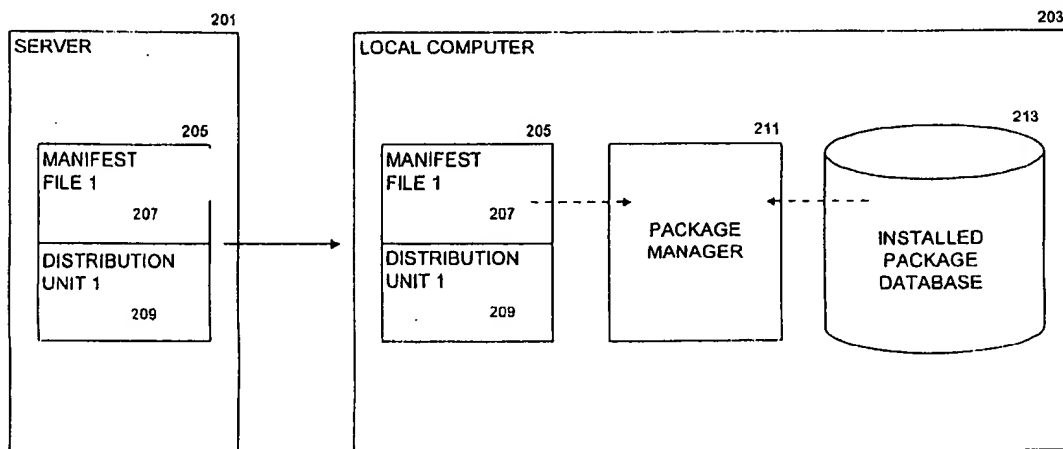 201
203
SERVER
LOCAL COMPUTER
205
MANIFEST
FILE 1
207
DISTRIBUTION
UNIT 1
209
205
MANIFEST
FILE 1
207
DISTRIBUTION
UNIT 1
209
211
PACKAGE
MANAGER
213
INSTALLED
PACKAGE
DATABASE